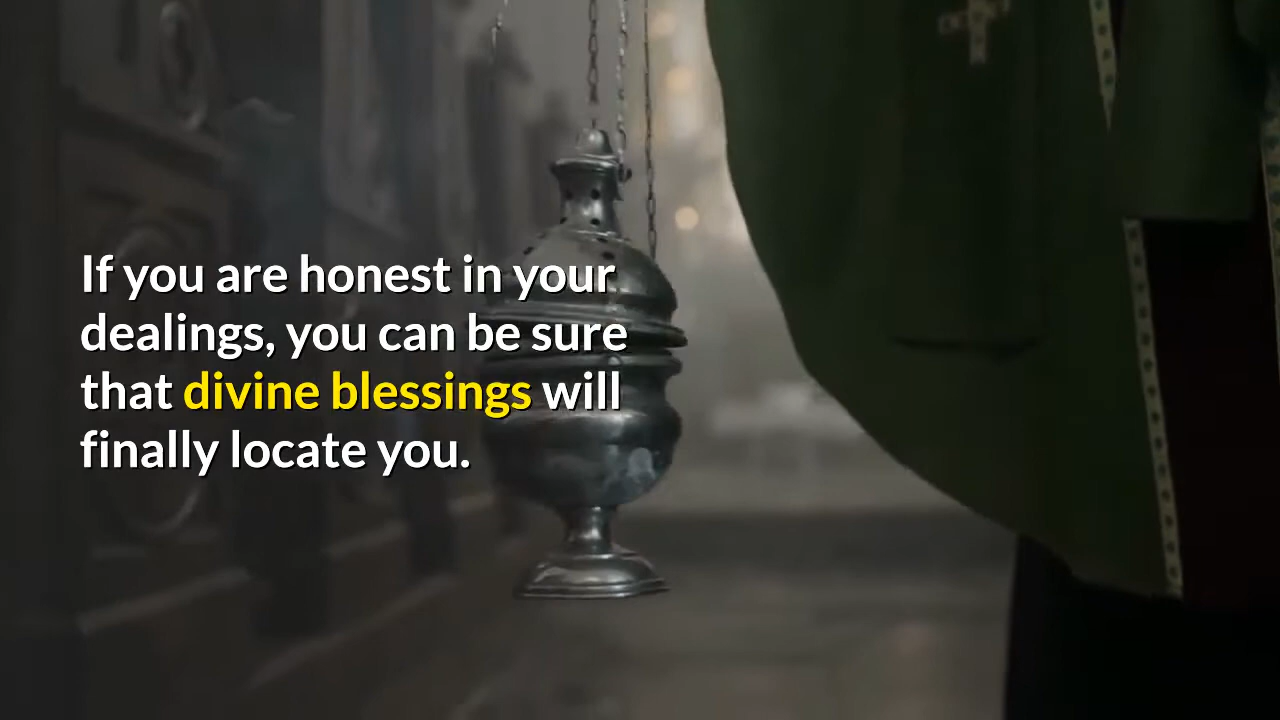 If you are honest in your
dealings, you can be sure
that divine blessings will
finally locate you.